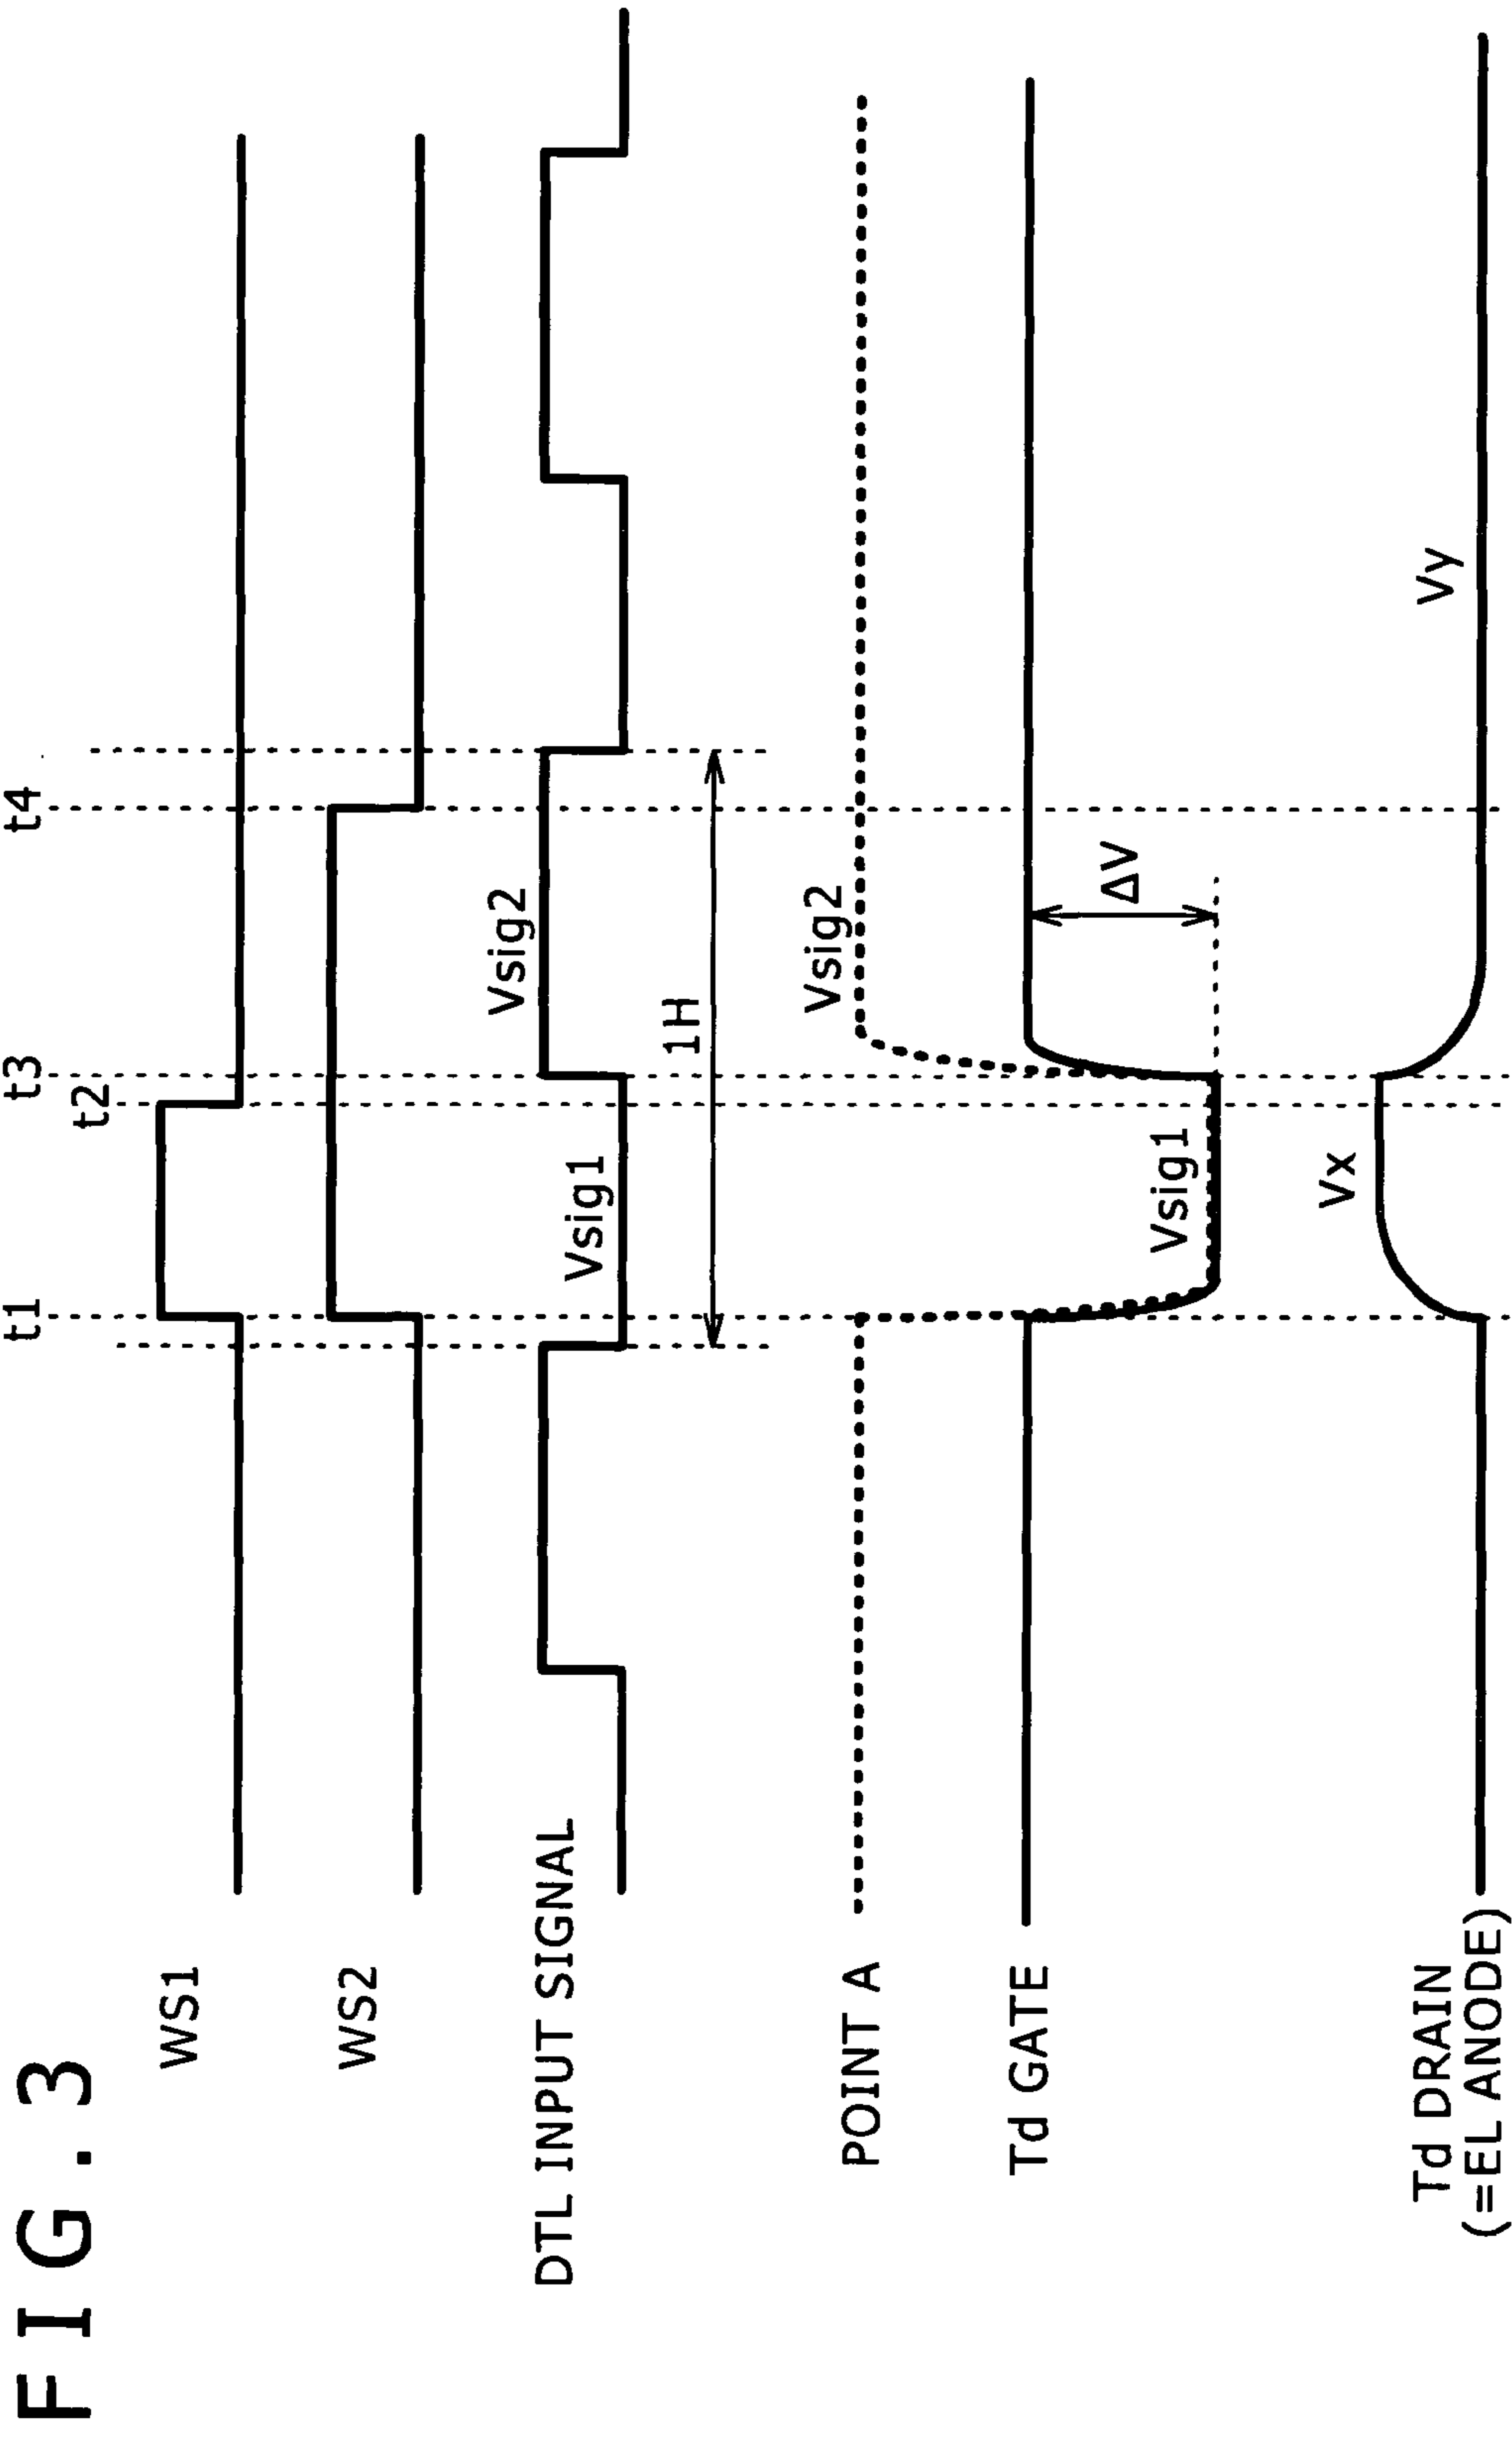 FIG. 3
t1
t2
t3
t4
WS1
WS2
DTL INPUT SIGNAL
Vsig1
Vsig2
1H
POINT A
Vsig2
Td GATE
Vsig1
ΔV
Td DRAIN
(=EL ANODE)
Vx
Vy